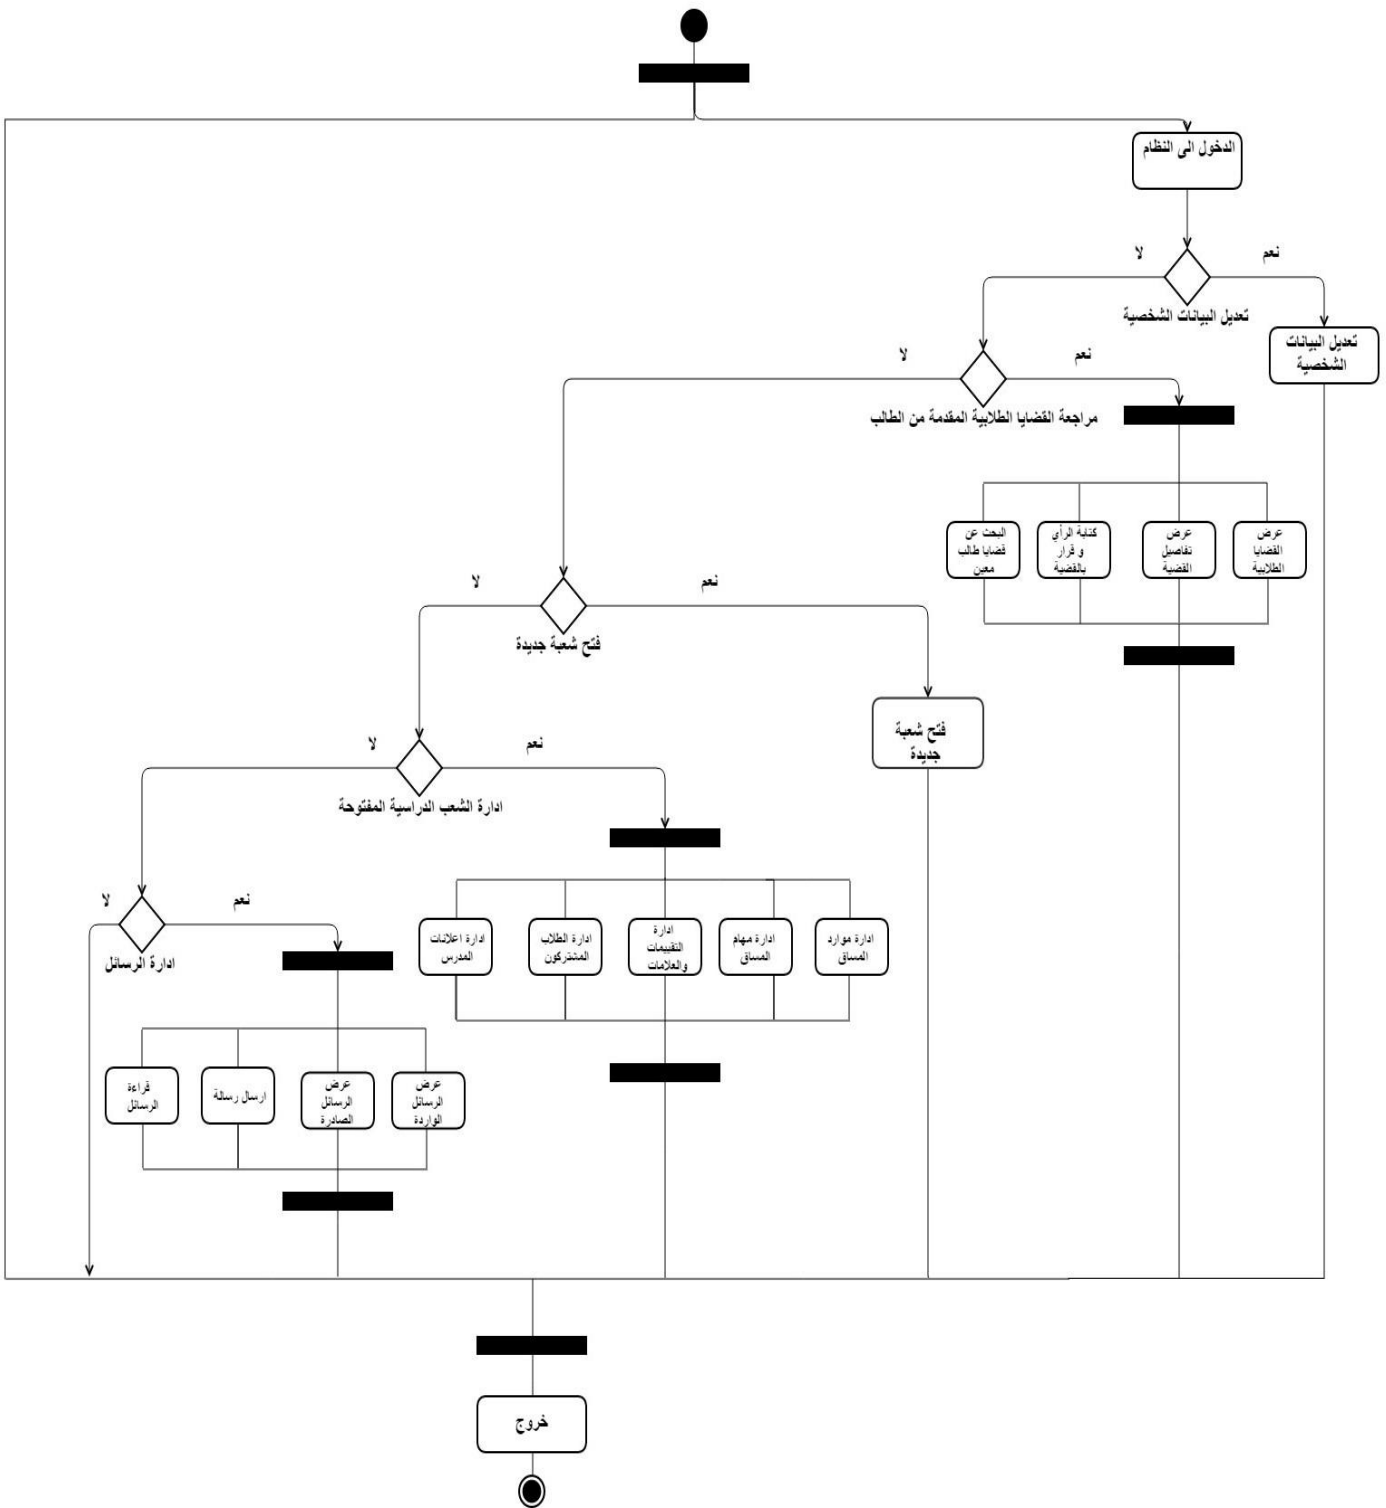 الدخول الى النظام
نعم
لا
تعديل البيانات الشخصية
تعديل البيانات
الشخصية
نعم
لا
مراجعة القضايا الطلابية المقدمة من الطالب
عرض
القضايا
الطلابية
عرض
تفاصيل
القضية
كتابة الرأي
و قرار
بالقضية
البحث عن
قضايا طالب
معين
نعم
لا
فتح شعبة جديدة
فتح شعبة
جديدة
نعم
لا
ادارة الشعب الدراسية المفتوحة
ادارة موارد
المساق
ادارة مهام
المساق
ادارة
التقييمات
والعلامات
ادارة الطلاب
المشتركون
ادارة اعلانات
المدرس
نعم
لا
ادارة الرسائل
عرض
الرسائل
الواردة
عرض
الرسائل
الصادرة
ارسال رسالة
قراءة
الرسائل
خروج